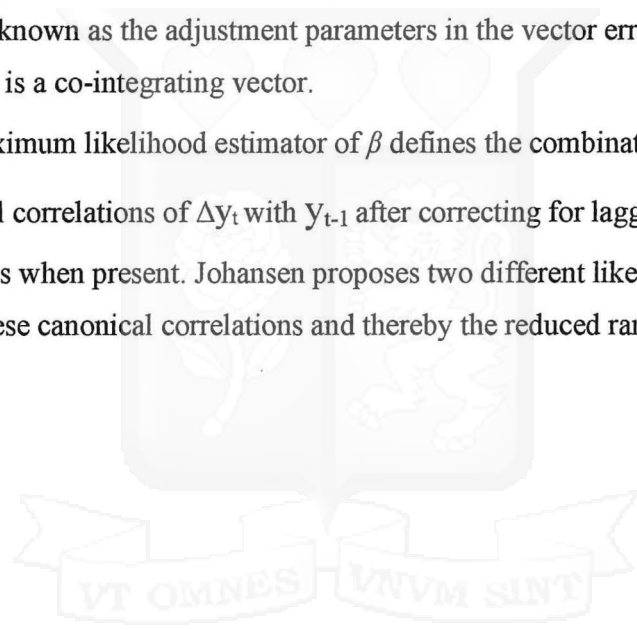 known as the adjustment parameters in the vector err
is a co-integrating vector.
ximum likelihood estimator of β defines the combinat
l correlations of Δyt with yt-1 after correcting for lagg
s when present. Johansen proposes two different like
ese canonical correlations and thereby the reduced ran
VT OMNES VNVM SINT